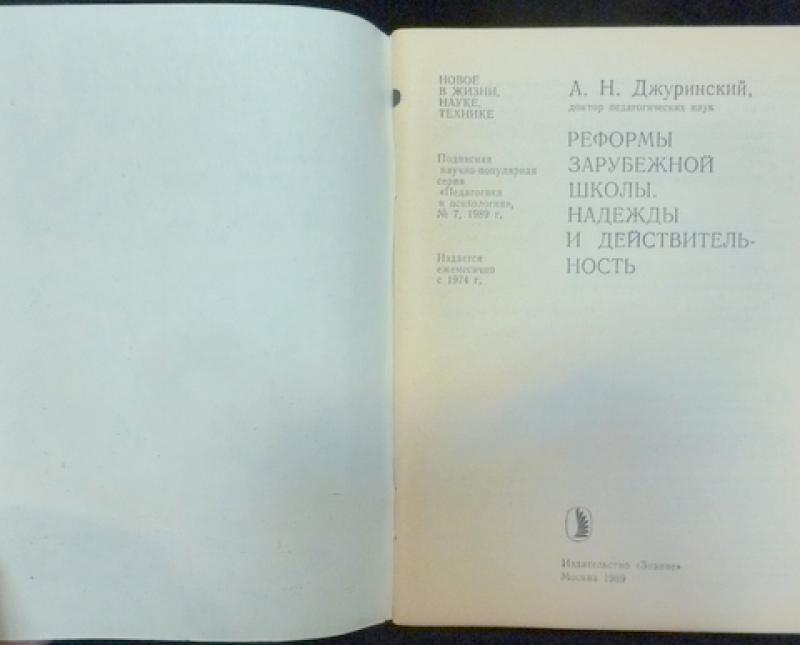 НОВОЕ
В ЖИЗНИ,
НАУКЕ,
ТЕХНИКЕ
Подписная
научно-популярная
серия
«Педагогика
и психология»,
№ 7, 1989 г.
Издается
ежемесячно
с 1974 г.
А. Н. Джуринский,
доктор педагогических наук
РЕФОРМЫ
ЗАРУБЕЖНОЙ
ШКОЛЫ.
НАДЕЖДЫ
И ДЕЙСТВИТЕЛЬ-
НОСТЬ
Издательство «Знание»
Москва 1989